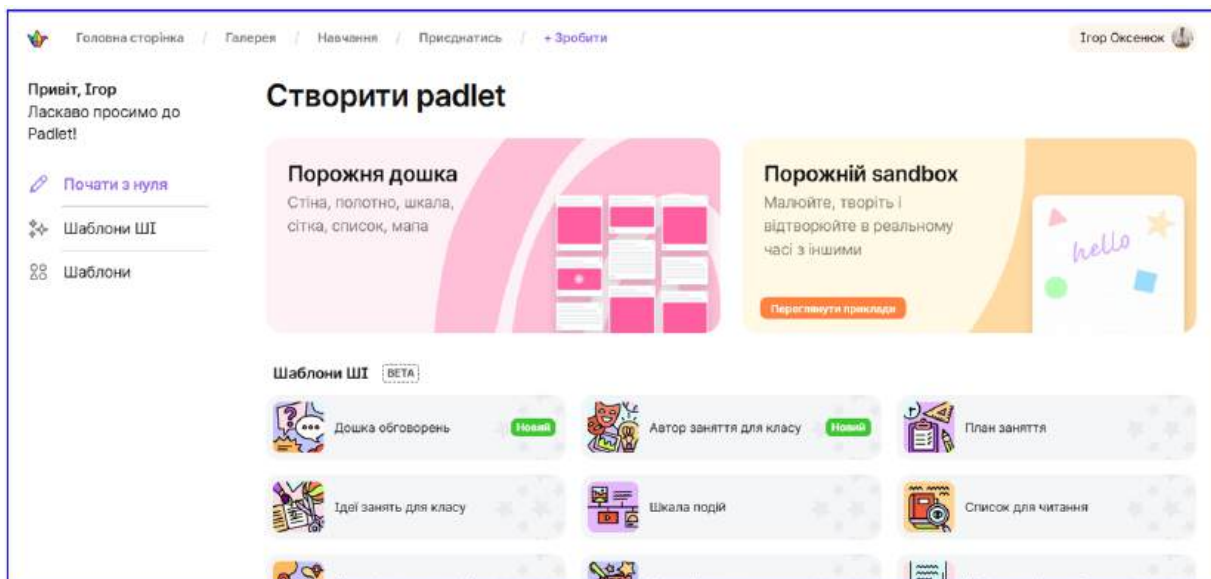 Головна сторінка / Галерея / Навчання / Приєднатись / + Зробити
Ігор Оксенюк
Привіт, Ігор
Ласкаво просимо до
Padlet!
Почати з нуля
Шаблони ШІ
Шаблони
Створити padlet
Порожня дошка
Стіна, полотно, шкала,
сітка, список, мапа
Порожній sandbox
Малюйте, творіть і
відтворюйте в реальному
часі з іншими
Переглянути приклади
hello
Шаблони ШІ BETA
Дошка обговорень Новий
Автор заняття для класу Новий
План заняття
Ідеї занять для класу
Шкала подій
Список для читання